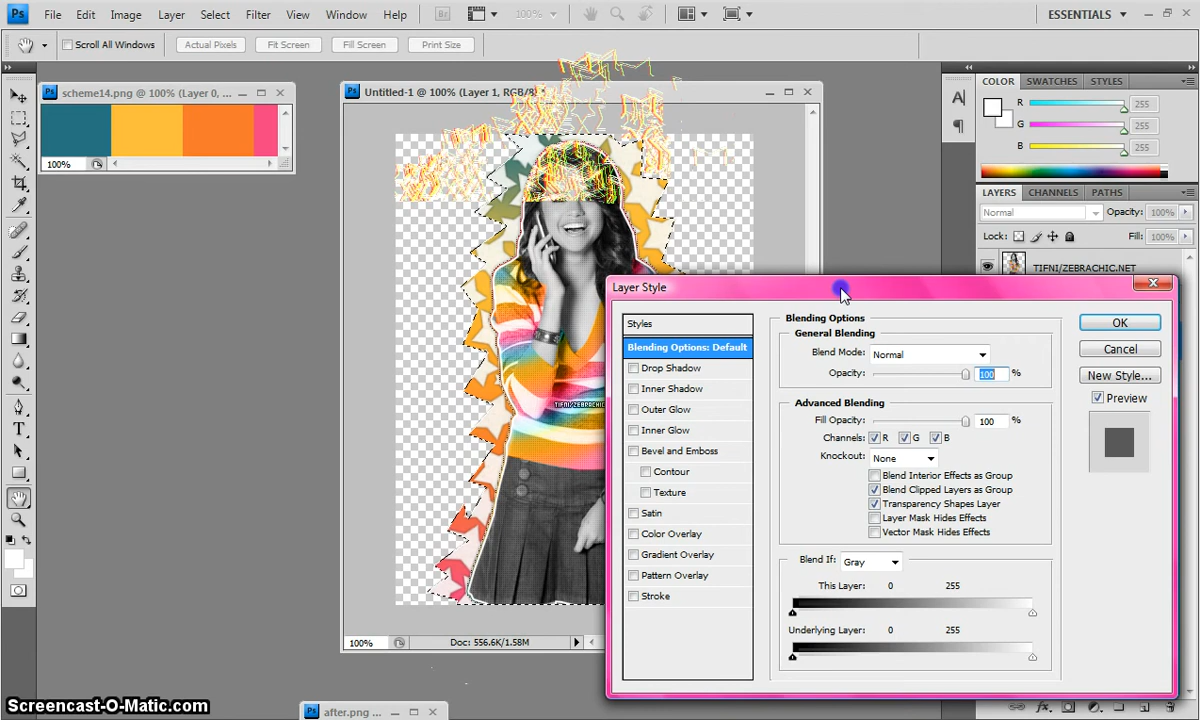 Ps File Edit Image Layer Select Filter View Window Help Br 100% ESSENTIALS
Scroll All Windows Actual Pixels Fit Screen Fill Screen Print Size
Ps scheme14.png @ 100% (Layer 0, ...
100%
Ps Untitled-1 @ 100% (Layer 1, RGB/8)
COLOR SWATCHES STYLES
R 255
G 255
B 255
LAYERS CHANNELS PATHS
Normal Opacity: 100%
Lock: Fill: 100%
TIFNI/ZEBRACHIC.NET
TIFNI/ZEBRACHIC
100% Doc: 556.6K/1.58M
Layer Style
Styles
Blending Options: Default
Drop Shadow
Inner Shadow
Outer Glow
Inner Glow
Bevel and Emboss
Contour
Texture
Satin
Color Overlay
Gradient Overlay
Pattern Overlay
Stroke
Blending Options
General Blending
Blend Mode: Normal
Opacity: 100 %
Advanced Blending
Fill Opacity: 100 %
Channels: R G B
Knockout: None
Blend Interior Effects as Group
Blend Clipped Layers as Group
Transparency Shapes Layer
Layer Mask Hides Effects
Vector Mask Hides Effects
Blend If: Gray
This Layer: 0 255
Underlying Layer: 0 255
OK
Cancel
New Style...
Preview
Ps after.png ...
Screencast-O-Matic.com